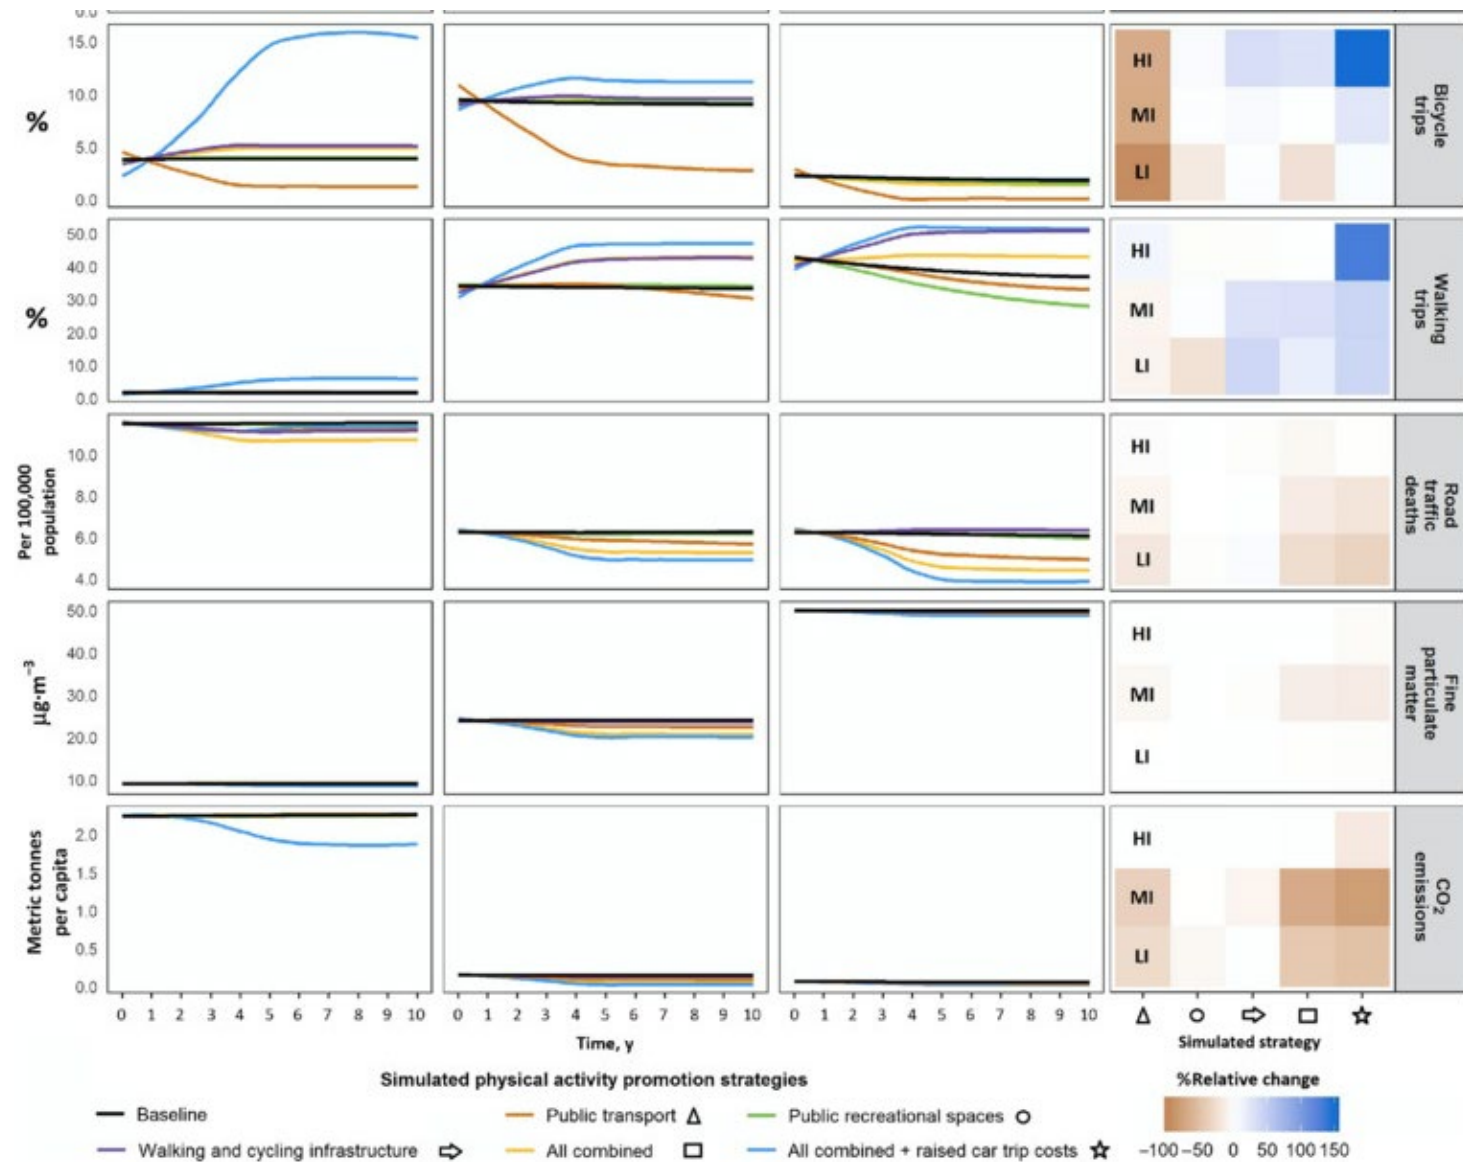 0.0
15.0
10.0
5.0
0.0
%
HI
MI
LI
Bicycle
trips
50.0
40.0
30.0
20.0
10.0
0.0
%
HI
MI
LI
Walking
trips
10.0
8.0
6.0
4.0
Per 100,000
population
HI
MI
LI
Road
traffic
deaths
50.0
40.0
30.0
20.0
10.0
µg·m⁻³
HI
MI
LI
Fine
particulate
matter
2.0
1.5
1.0
0.5
0.0
Metric tonnes
per capita
HI
MI
LI
CO₂
emissions
0 1 2 3 4 5 6 7 8 9 10 0 1 2 3 4 5 6 7 8 9 10 0 1 2 3 4 5 6 7 8 9 10
Time, y
Simulated strategy
Simulated physical activity promotion strategies
%Relative change
Baseline
Public transport
Public recreational spaces
Walking and cycling infrastructure
All combined
All combined + raised car trip costs
−100 −50 0 50 100 150